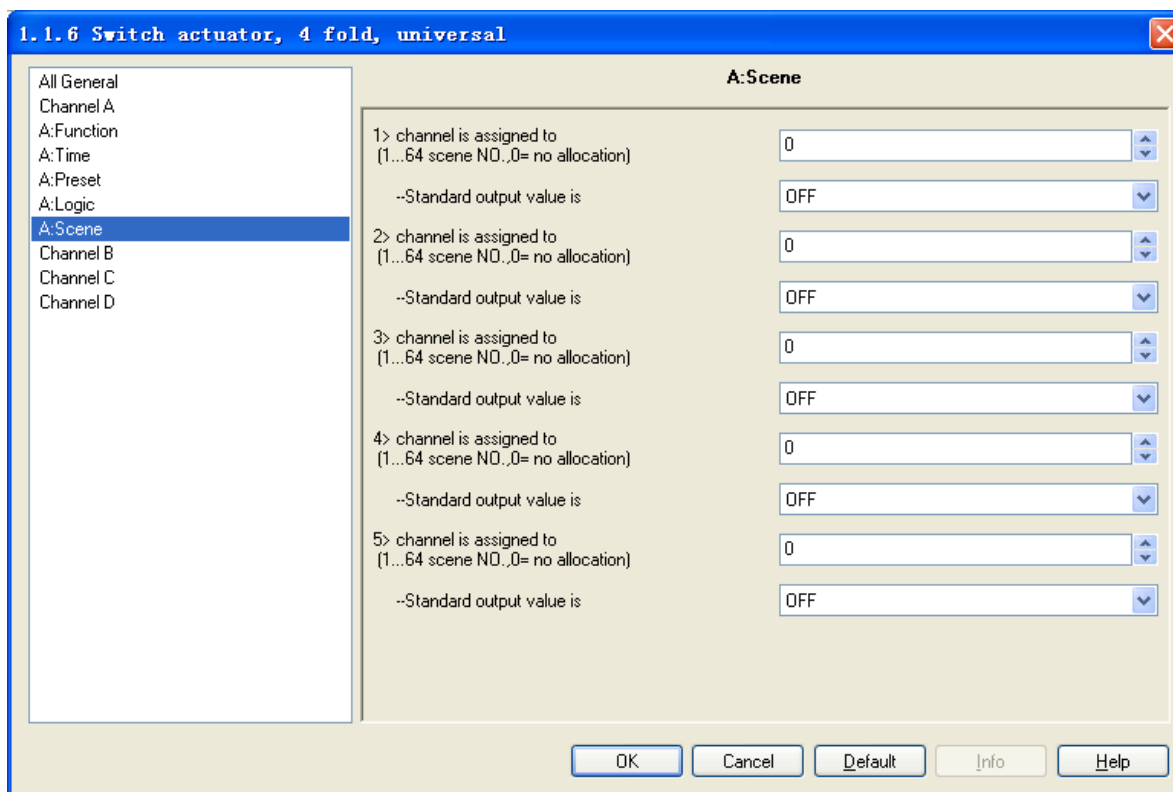 1.1.6 Switch actuator, 4 fold, universal
All General
Channel A
A:Function
A:Time
A:Preset
A:Logic
A:Scene
Channel B
Channel C
Channel D
A:Scene
1> channel is assigned to
(1...64 scene NO.,0= no allocation)
0
--Standard output value is
OFF
2> channel is assigned to
(1...64 scene NO.,0= no allocation)
0
--Standard output value is
OFF
3> channel is assigned to
(1...64 scene NO.,0= no allocation)
0
--Standard output value is
OFF
4> channel is assigned to
(1...64 scene NO.,0= no allocation)
0
--Standard output value is
OFF
5> channel is assigned to
(1...64 scene NO.,0= no allocation)
0
--Standard output value is
OFF
OK
Cancel
Default
Info
Help